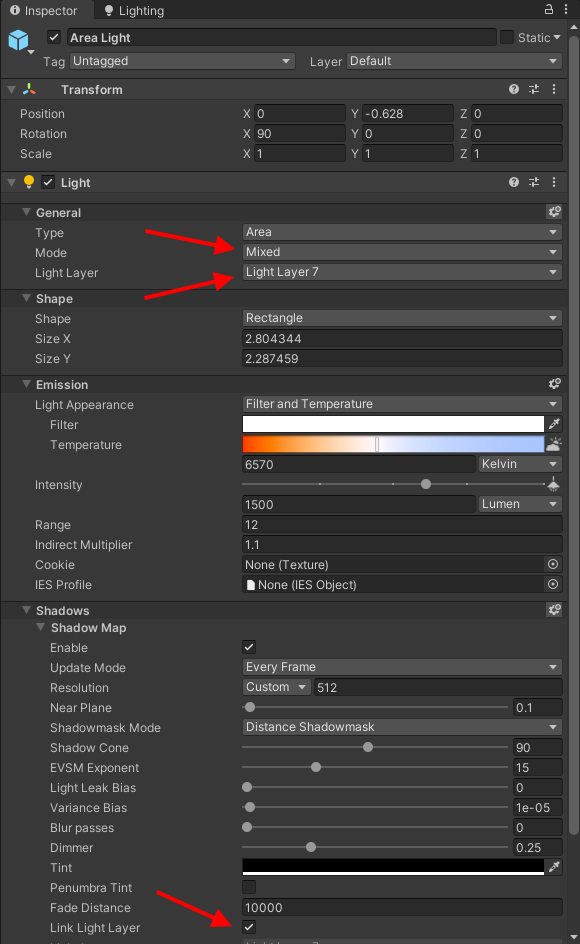 Inspector Lighting
Area Light Static
Tag Untagged Layer Default
Transform
Position X 0 Y -0.628 Z 0
Rotation X 90 Y 0 Z 0
Scale X 1 Y 1 Z 1
Light
General
Type Area
Mode Mixed
Light Layer Light Layer 7
Shape
Shape Rectangle
Size X 2.804344
Size Y 2.287459
Emission
Light Appearance Filter and Temperature
Filter
Temperature
6570 Kelvin
Intensity
1500 Lumen
Range 12
Indirect Multiplier 1.1
Cookie None (Texture)
IES Profile None (IES Object)
Shadows
Shadow Map
Enable
Update Mode Every Frame
Resolution Custom 512
Near Plane 0.1
Shadowmask Mode Distance Shadowmask
Shadow Cone 90
EVSM Exponent 15
Light Leak Bias 0
Variance Bias 1e-05
Blur passes 0
Dimmer 0.25
Tint
Penumbra Tint
Fade Distance 10000
Link Light Layer